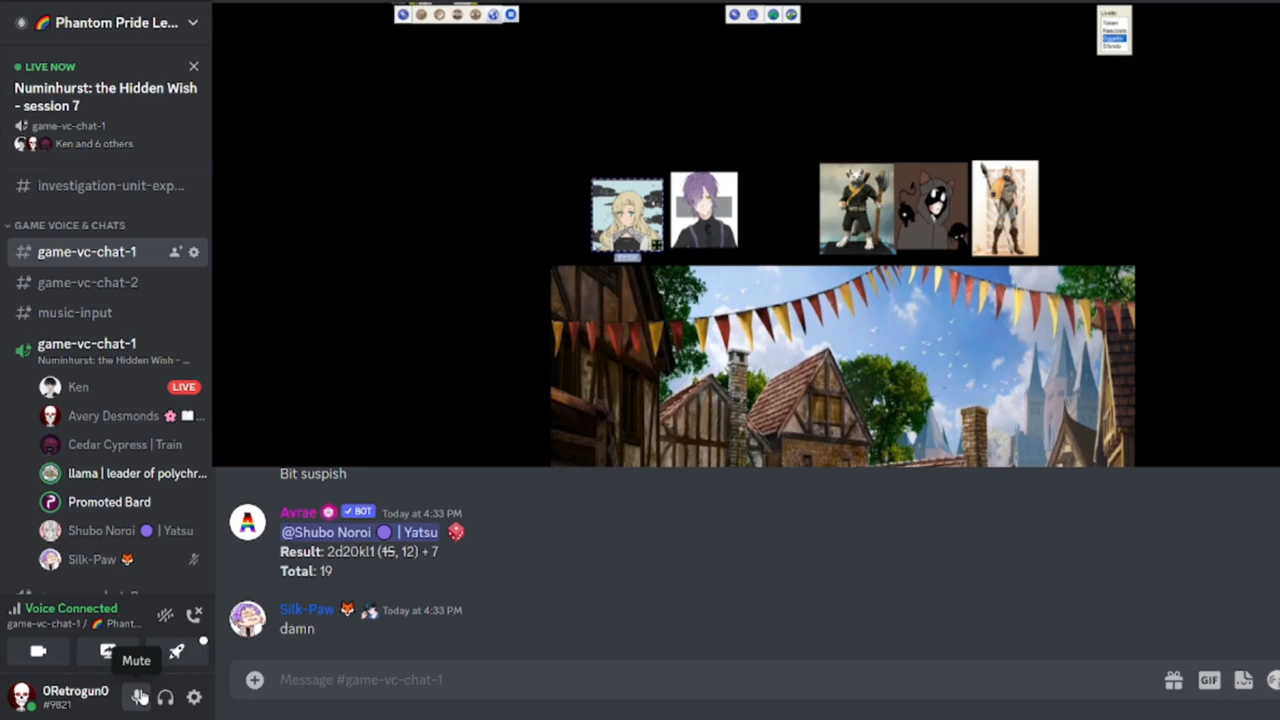 Phantom Pride Le...
LIVE NOW
Numinhurst: the Hidden Wish
- session 7
game-vc-chat-1
Ken and 6 others
investigation-unit-exp...
GAME VOICE & CHATS
game-vc-chat-1
game-vc-chat-2
music-input
game-vc-chat-1
Numinhurst: the Hidden Wish - ...
Ken
LIVE
Avery Desmonds ...
Cedar Cypress | Train
llama | leader of polychr...
Promoted Bard
Shubo Noroi | Yatsu
Silk-Paw
Voice Connected
game-vc-chat-1 / Phant...
Mute
0Retrogun0
#9821
Bit suspish
Avrae ✓ BOT Today at 4:33 PM
@Shubo Noroi | Yatsu
Result: 2d20kl1 (15, 12) + 7
Total: 19
Silk-Paw Today at 4:33 PM
damn
Message #game-vc-chat-1
GIF